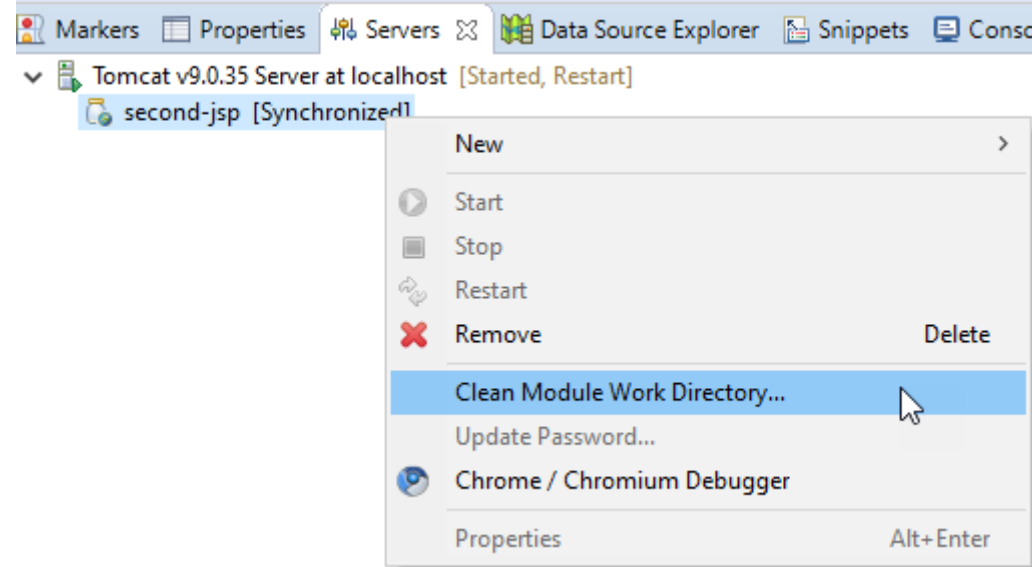 Markers Properties Servers Data Source Explorer Snippets Conso
Tomcat v9.0.35 Server at localhost [Started, Restart]
second-jsp [Synchronized]
New
Start
Stop
Restart
Remove Delete
Clean Module Work Directory...
Update Password...
Chrome / Chromium Debugger
Properties Alt+Enter